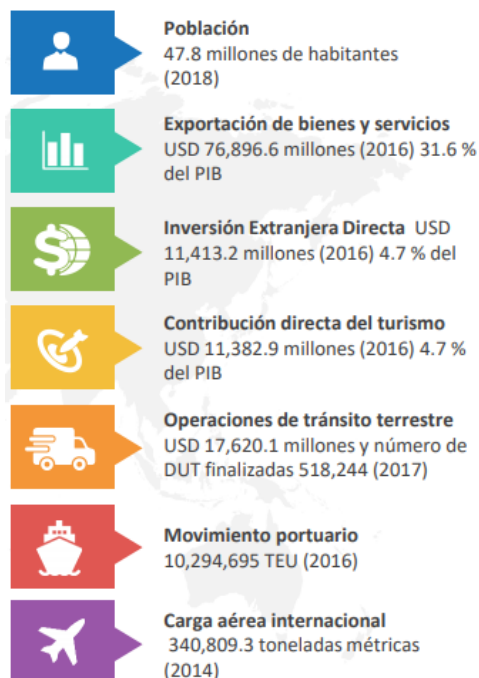 Población
47.8 millones de habitantes
(2018)
Exportación de bienes y servicios
USD 76,896.6 millones (2016) 31.6 %
del PIB
Inversión Extranjera Directa USD
11,413.2 millones (2016) 4.7 % del
PIB
Contribución directa del turismo
USD 11,382.9 millones (2016) 4.7 %
del PIB
Operaciones de tránsito terrestre
USD 17,620.1 millones y número de
DUT finalizadas 518,244 (2017)
Movimiento portuario
10,294,695 TEU (2016)
Carga aérea internacional
340,809.3 toneladas métricas
(2014)